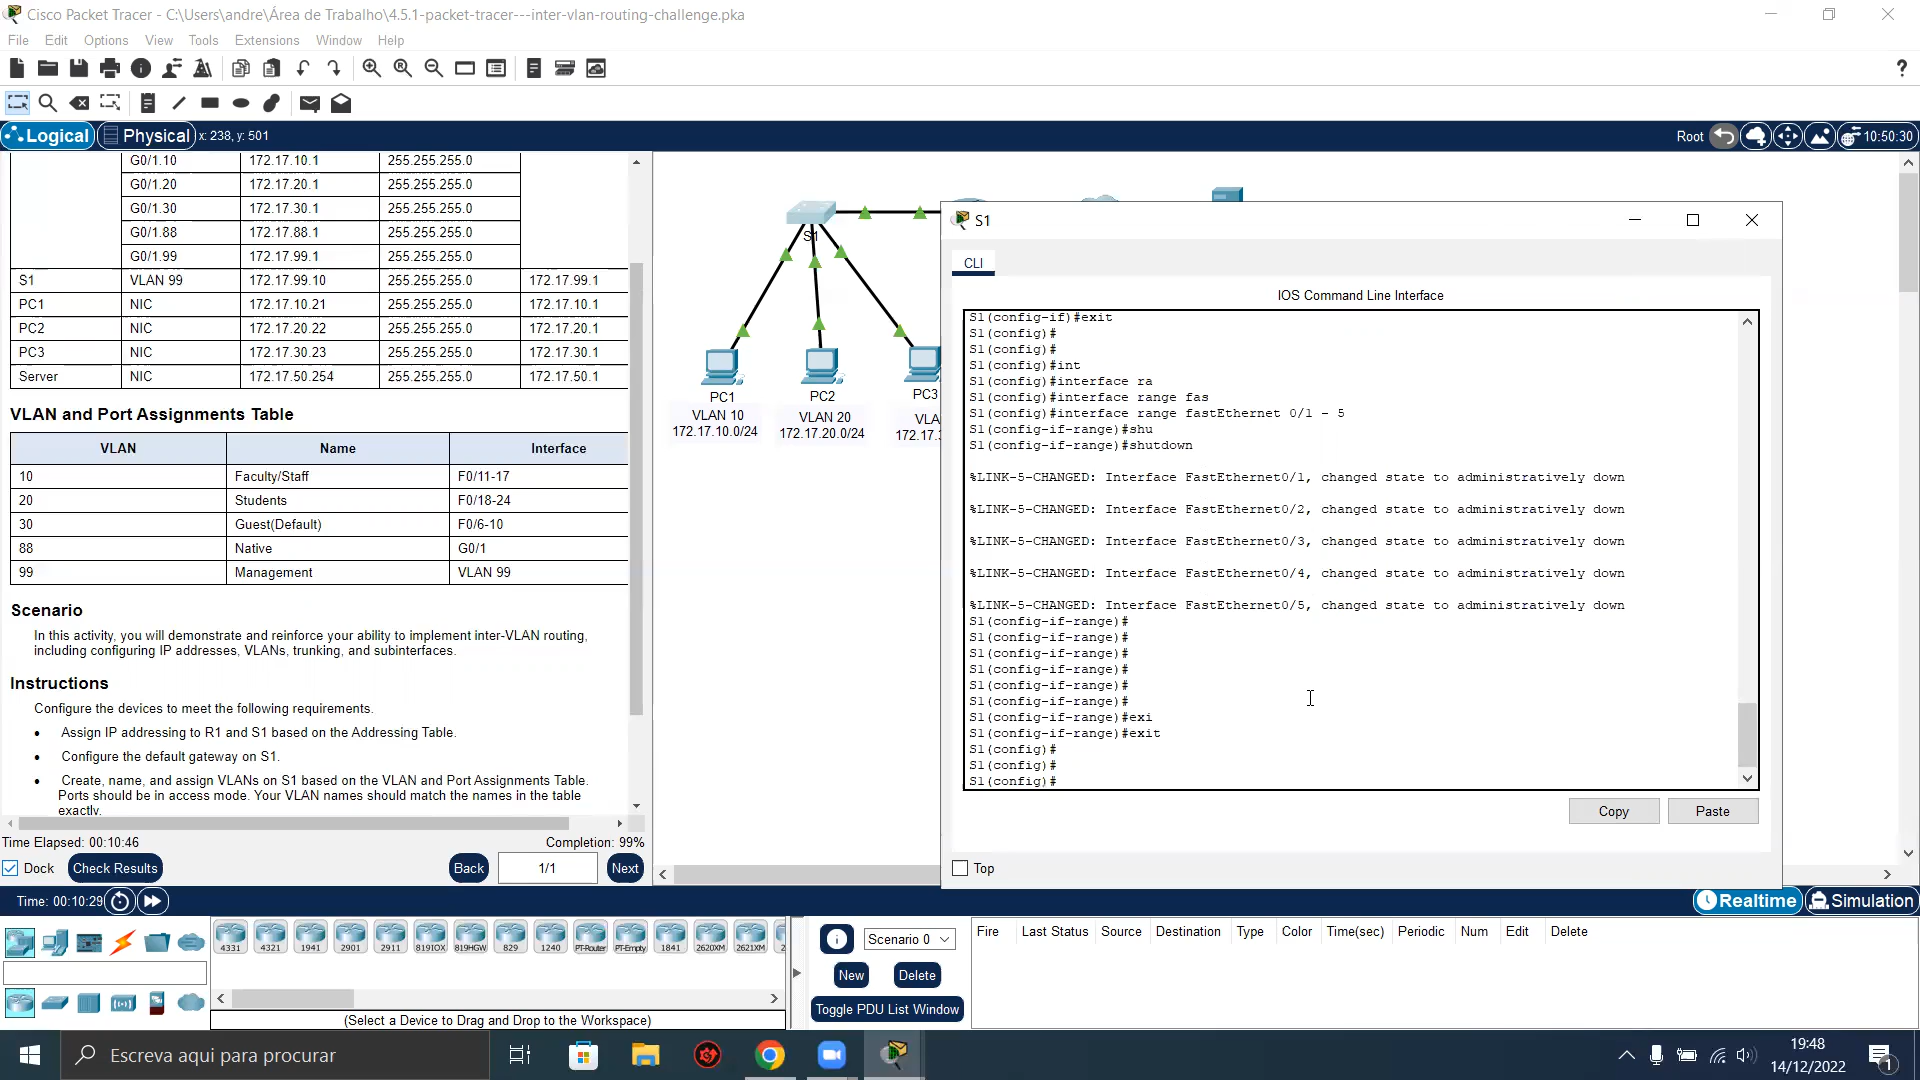 Cisco Packet Tracer - C:\Users\andre\Área de Trabalho\4.5.1-packet-tracer---inter-vlan-routing-challenge.pka
File Edit Options View Tools Extensions Window Help
Logical Physical x: 238, y: 501
Root 10:50:30
G0/1.10 172.17.10.1 255.255.255.0
G0/1.20 172.17.20.1 255.255.255.0
G0/1.30 172.17.30.1 255.255.255.0
G0/1.88 172.17.88.1 255.255.255.0
G0/1.99 172.17.99.1 255.255.255.0
S1 VLAN 99 172.17.99.10 255.255.255.0 172.17.99.1
PC1 NIC 172.17.10.21 255.255.255.0 172.17.10.1
PC2 NIC 172.17.20.22 255.255.255.0 172.17.20.1
PC3 NIC 172.17.30.23 255.255.255.0 172.17.30.1
Server NIC 172.17.50.254 255.255.255.0 172.17.50.1
VLAN and Port Assignments Table
VLAN Name Interface
10 Faculty/Staff F0/11-17
20 Students F0/18-24
30 Guest(Default) F0/6-10
88 Native G0/1
99 Management VLAN 99
Scenario
In this activity, you will demonstrate and reinforce your ability to implement inter-VLAN routing,
including configuring IP addresses, VLANs, trunking, and subinterfaces.
Instructions
Configure the devices to meet the following requirements.
• Assign IP addressing to R1 and S1 based on the Addressing Table.
• Configure the default gateway on S1.
• Create, name, and assign VLANs on S1 based on the VLAN and Port Assignments Table.
Ports should be in access mode. Your VLAN names should match the names in the table
exactly.
Time Elapsed: 00:10:46 Completion: 99%
Dock Check Results Back 1/1 Next
S1
PC1
VLAN 10
172.17.10.0/24
PC2
VLAN 20
172.17.20.0/24
PC3
VLA
172.17.3
S1
CLI
IOS Command Line Interface
S1(config-if)#exit
S1(config)#
S1(config)#
S1(config)#int
S1(config)#interface ra
S1(config)#interface range fas
S1(config)#interface range fastEthernet 0/1 - 5
S1(config-if-range)#shu
S1(config-if-range)#shutdown
%LINK-5-CHANGED: Interface FastEthernet0/1, changed state to administratively down
%LINK-5-CHANGED: Interface FastEthernet0/2, changed state to administratively down
%LINK-5-CHANGED: Interface FastEthernet0/3, changed state to administratively down
%LINK-5-CHANGED: Interface FastEthernet0/4, changed state to administratively down
%LINK-5-CHANGED: Interface FastEthernet0/5, changed state to administratively down
S1(config-if-range)#
S1(config-if-range)#
S1(config-if-range)#
S1(config-if-range)#
S1(config-if-range)#
S1(config-if-range)#
S1(config-if-range)#exi
S1(config-if-range)#exit
S1(config)#
S1(config)#
S1(config)#
Copy Paste
Top
Time: 00:10:29
Realtime Simulation
4331 4321 1941 2901 2911 819IOX 819HGW 829 1240 PT-Router PT-Empty 1841 2620XM 2621XM 2
(Select a Device to Drag and Drop to the Workspace)
Scenario 0
New Delete
Toggle PDU List Window
Fire Last Status Source Destination Type Color Time(sec) Periodic Num Edit Delete
Escreva aqui para procurar
19:48
14/12/2022
1